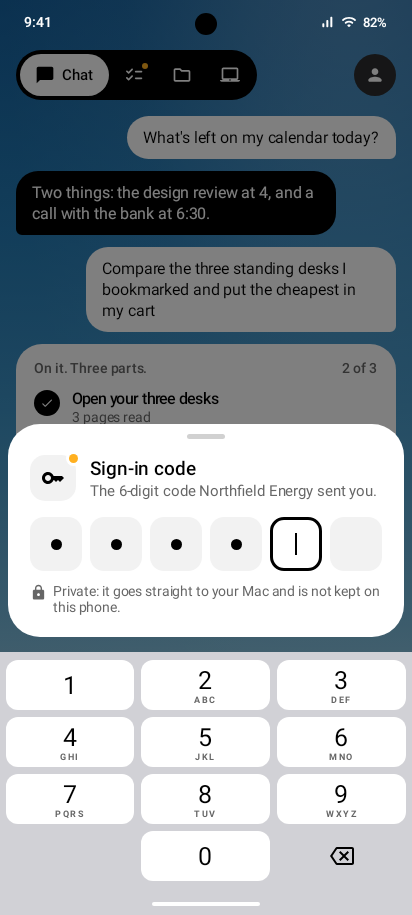 9:41
82%
Chat
What's left on my calendar today?
Two things: the design review at 4, and a
call with the bank at 6:30.
Compare the three standing desks I
bookmarked and put the cheapest in
my cart
On it. Three parts.
2 of 3
Open your three desks
3 pages read
Sign-in code
The 6-digit code Northfield Energy sent you.
Private: it goes straight to your Mac and is not kept on
this phone.
1
2
ABC
3
DEF
4
GHI
5
JKL
6
MNO
7
PQRS
8
TUV
9
WXYZ
0